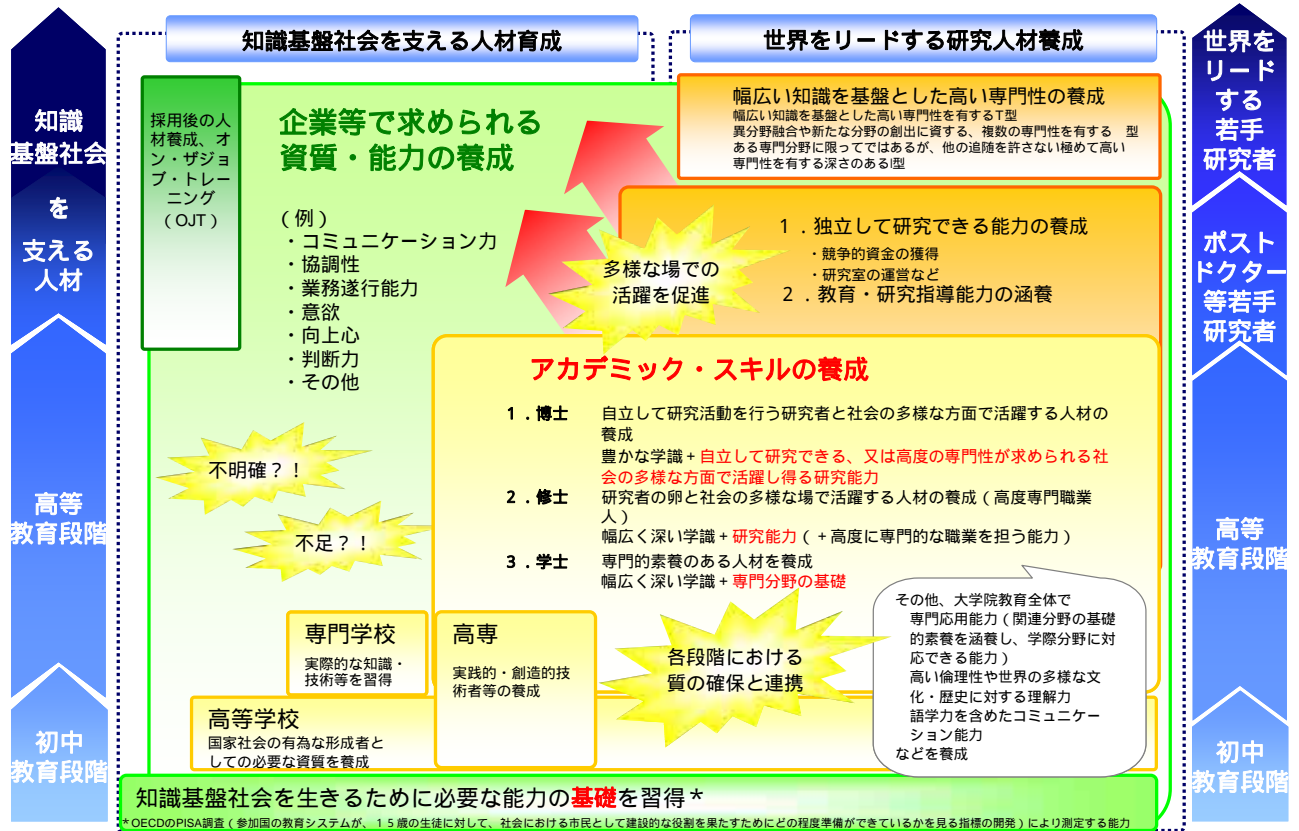 知識基盤社会を支える人材育成
世界をリードする研究人材養成
知識
基盤社会
を
支える
人材
高等
教育段階
初中
教育段階
採用後の人
材養成、オ
ン・ザジョ
ブ・トレー
ニング
（OJT）
企業等で求められる
資質・能力の養成
（例）
・コミュニケーション力
・協調性
・業務遂行能力
・意欲
・向上心
・判断力
・その他
幅広い知識を基盤とした高い専門性の養成
幅広い知識を基盤とした高い専門性を有するT型
異分野融合や新たな分野の創出に資する、複数の専門性を有する　型
ある専門分野に限ってではあるが、他の追随を許さない極めて高い
専門性を有する深さのあるI型
１．独立して研究できる能力の養成
・競争的資金の獲得
・研究室の運営など
２．教育・研究指導能力の涵養
多様な場での
活躍を促進
アカデミック・スキルの養成
１．博士　自立して研究活動を行う研究者と社会の多様な方面で活躍する人材の
養成
豊かな学識+自立して研究できる、又は高度の専門性が求められる社
会の多様な方面で活躍し得る研究能力
２．修士　研究者の卵と社会の多様な場で活躍する人材の養成（高度専門職業
人）
幅広く深い学識+研究能力（+高度に専門的な職業を担う能力）
３．学士　専門的素養のある人材を養成
幅広く深い学識+専門分野の基礎
不明確？！
不足？！
専門学校
実際的な知識・
技術等を習得
高専
実践的・創造的技
術者等の養成
各段階における
質の確保と連携
その他、大学院教育全体で
専門応用能力（関連分野の基礎
的素養を涵養し、学際分野に対
応できる能力）
高い倫理性や世界の多様な文
化・歴史に対する理解力
語学力を含めたコミュニケー
ション能力
などを養成
高等学校
国家社会の有為な形成者と
しての必要な資質を養成
知識基盤社会を生きるために必要な能力の基礎を習得＊
＊OECDのPISA調査（参加国の教育システムが、１５歳の生徒に対して、社会における市民として建設的な役割を果たすためにどの程度準備ができているかを見る指標の開発）により測定する能力
世界を
リード
する
若手
研究者
ポスト
ドクター
等若手
研究者
高等
教育段階
初中
教育段階